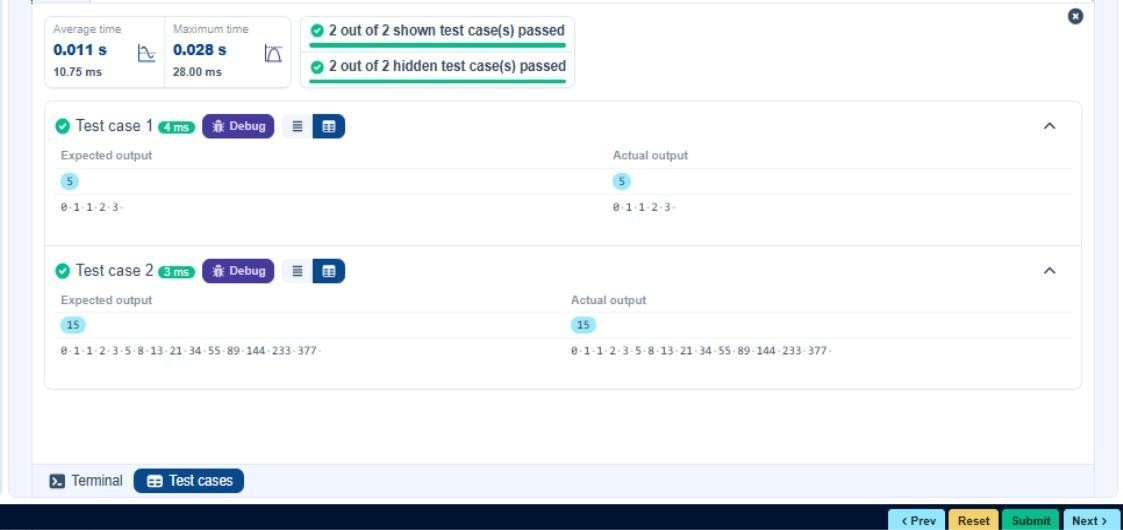 Average time
0.011 s
10.75 ms
Maximum time
0.028 s
28.00 ms
2 out of 2 shown test case(s) passed
2 out of 2 hidden test case(s) passed
Test case 1 4 ms Debug
Expected output Actual output
5 5
0·1·1·2·3· 0·1·1·2·3·
Test case 2 3 ms Debug
Expected output Actual output
15 15
0·1·1·2·3·5·8·13·21·34·55·89·144·233·377· 0·1·1·2·3·5·8·13·21·34·55·89·144·233·377·
Terminal Test cases
< Prev Reset Submit Next >